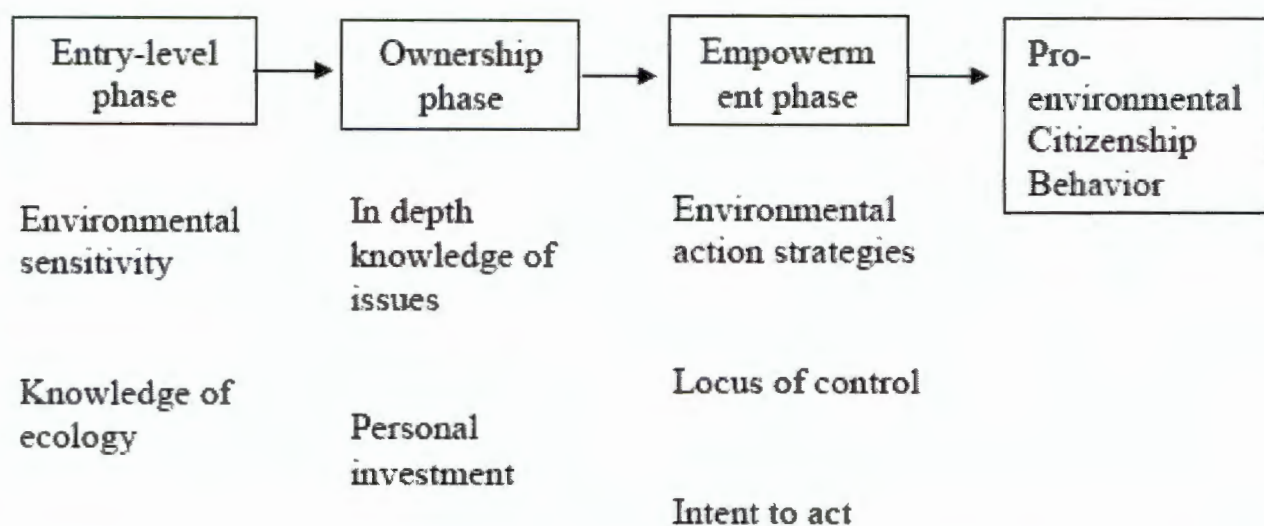 Entry-level
phase
Ownership
phase
Empowerm
ent phase
Pro-
environmental
Citizenship
Behavior
Environmental
sensitivity
Knowledge of
ecology
In depth
knowledge of
issues
Personal
investment
Environmental
action strategies
Locus of control
Intent to act